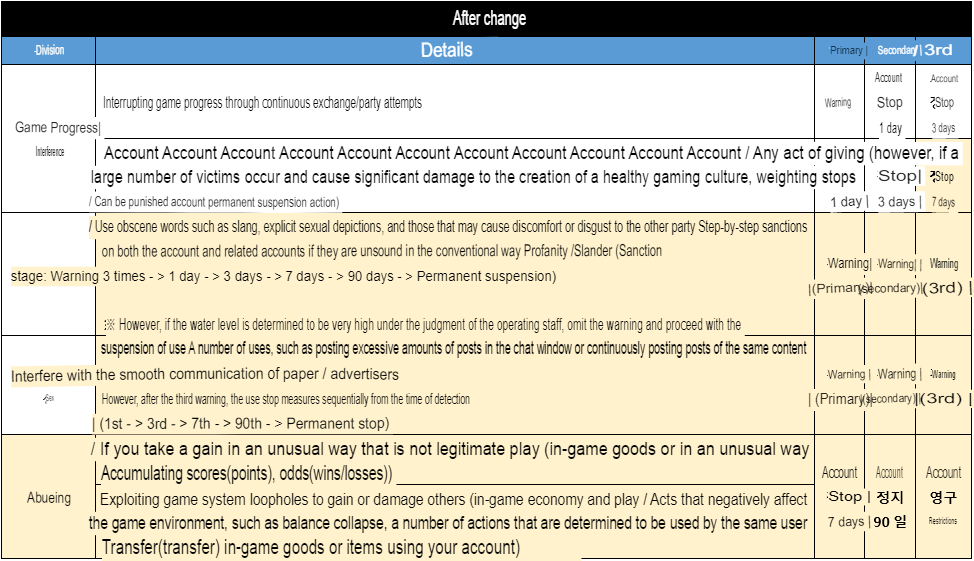 After change
Division Details Primary | Secondary| | 3rd
Account Account
Interrupting game progress through continuous exchange/party attempts Warning Stop Stop
Game Progress| 1 day 3 days
Interference
Account Account Account Account Account Account Account Account Account Account Account / Any act of giving (however, if a
large number of victims occur and cause significant damage to the creation of a healthy gaming culture, weighting stops Stop| Stop
/ Can be punished account permanent suspension action) 1 day | 3 days | 7 days
/ Use obscene words such as slang, explicit sexual depictions, and those that may cause discomfort or disgust to the other party Step-by-step sanctions
on both the account and related accounts if they are unsound in the conventional way Profanity /Slander (Sanction
stage: Warning 3 times - > 1 day - > 3 days - > 7 days - > 90 days - > Permanent suspension)
·Warning| ·Warning| Warning
|(Primary)| (secondary)| |(3rd) |
※ However, if the water level is determined to be very high under the judgment of the operating staff, omit the warning and proceed with the
suspension of use A number of uses, such as posting excessive amounts of posts in the chat window or continuously posting posts of the same content
Interfere with the smooth communication of paper / advertisers ·Warning | ·Warning | ·Warning
However, after the third warning, the use stop measures sequentially from the time of detection | (Primary)| (secondary)| |(3rd) |
| (1st - > 3rd - > 7th - > 90th - > Permanent stop)
/ If you take a gain in an unusual way that is not legitimate play (in-game goods or in an unusual way
Accumulating scores(points), odds(wins/losses)) Account Account Account
Abueing Exploiting game system loopholes to gain or damage others (in-game economy and play / Acts that negatively affect ·Stop | 정지 영구
the game environment, such as balance collapse, a number of actions that are determined to be used by the same user 7 days | 90 일 Restrictions
Transfer(transfer) in-game goods or items using your account)